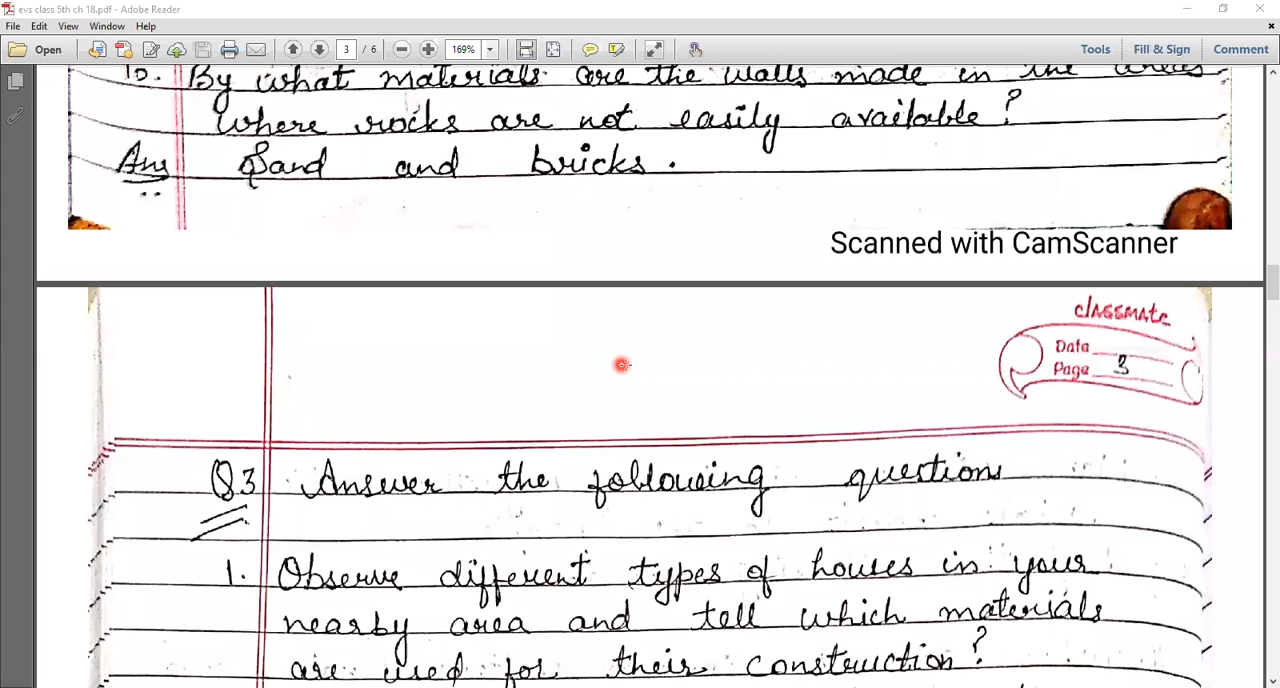 evs class 5th ch 18.pdf - Adobe Reader
File Edit View Window Help
Open 3 / 6 169% Tools Fill & Sign Comment
10. By what materials are the walls made in the areas
where rocks are not easily available?
Ans Sand and bricks.
Scanned with CamScanner
classmate
Date
Page 3
Q3 Answer the following questions
1. Observe different types of houses in your
nearby area and tell which materials
are used for their construction?